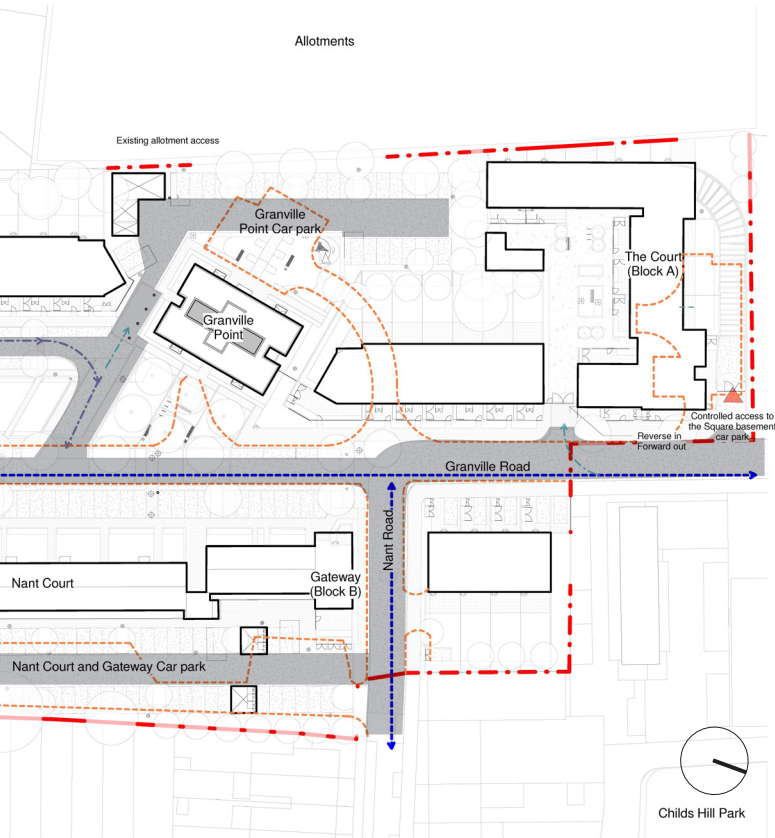 Allotments
Existing allotment access
Granville
Point Car park
The Court
(Block A)
Granville
Point
Controlled access to
the Square basement
car park
Reverse in
Forward out
Granville Road
Nant Road
Nant Court
Gateway
(Block B)
Nant Court and Gateway Car park
Childs Hill Park